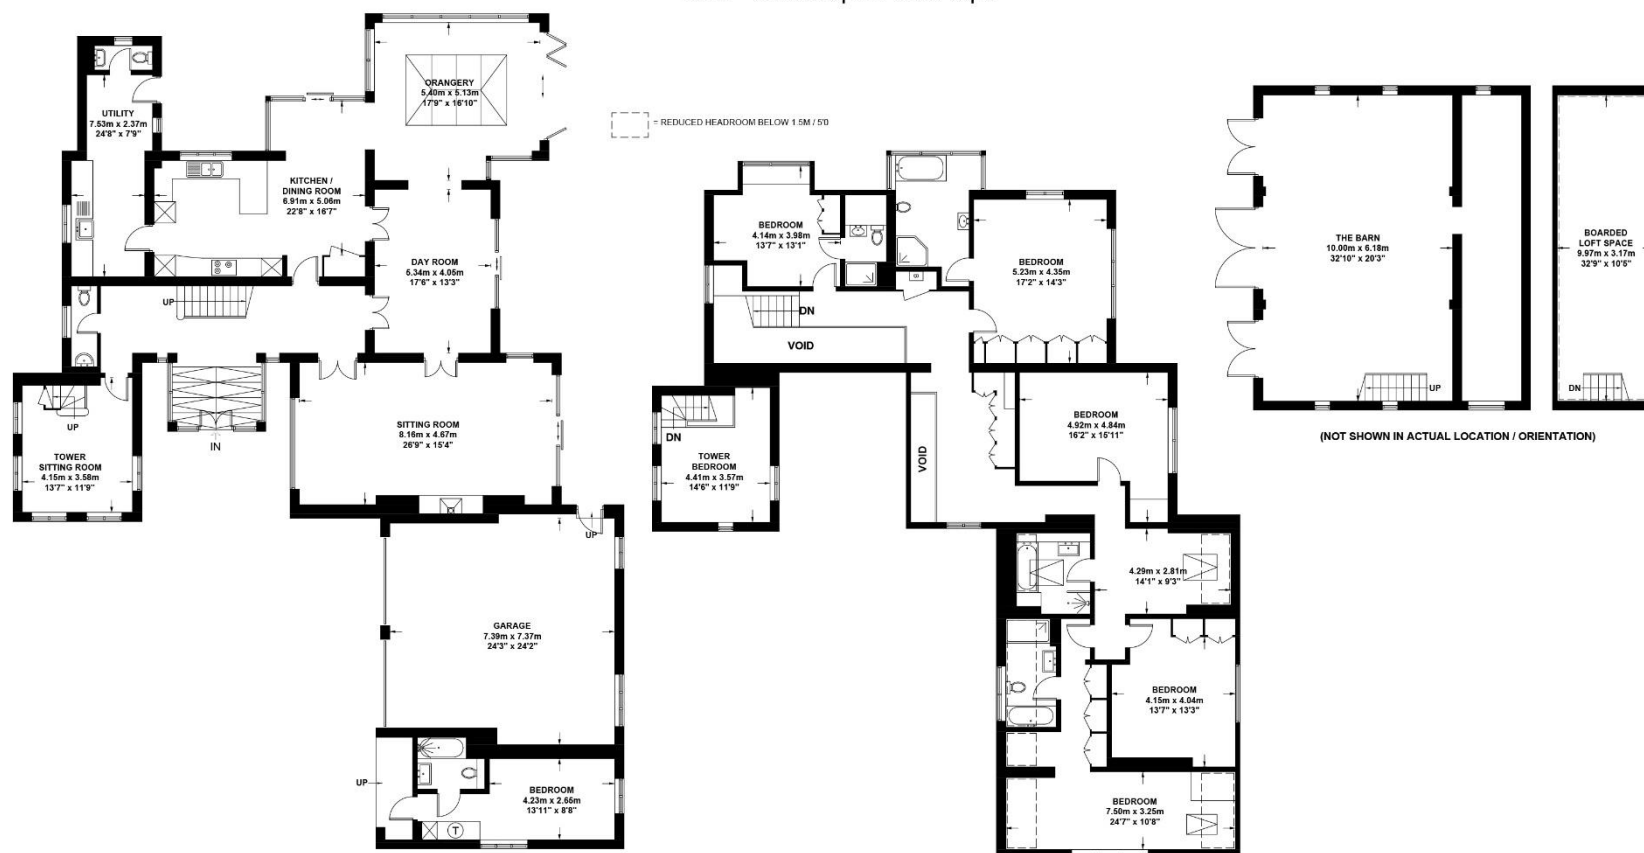 ORANGERY
5.40m x 5.13m
17'9" x 16'10"
UTILITY
7.53m x 2.37m
24'8" x 7'9"
= REDUCED HEADROOM BELOW 1.5M / 5'0
KITCHEN /
DINING ROOM
6.91m x 5.06m
22'8" x 16'7"
DAY ROOM
5.34m x 4.05m
17'6" x 13'3"
UP
IN
UP
TOWER
SITTING ROOM
4.15m x 3.58m
13'7" x 11'9"
SITTING ROOM
8.16m x 4.67m
26'9" x 15'4"
UP
GARAGE
7.39m x 7.37m
24'3" x 24'2"
UP
BEDROOM
4.23m x 2.65m
13'11" x 8'8"
T
BEDROOM
4.14m x 3.98m
13'7" x 13'1"
BEDROOM
5.23m x 4.35m
17'2" x 14'3"
DN
VOID
VOID
DN
TOWER
BEDROOM
4.41m x 3.57m
14'6" x 11'9"
BEDROOM
4.92m x 4.84m
16'2" x 15'11"
4.29m x 2.81m
14'1" x 9'3"
BEDROOM
4.15m x 4.04m
13'7" x 13'3"
BEDROOM
7.50m x 3.25m
24'7" x 10'8"
THE BARN
10.00m x 6.18m
32'10" x 20'3"
UP
BOARDED
LOFT SPACE
9.97m x 3.17m
32'9" x 10'5"
DN
(NOT SHOWN IN ACTUAL LOCATION / ORIENTATION)